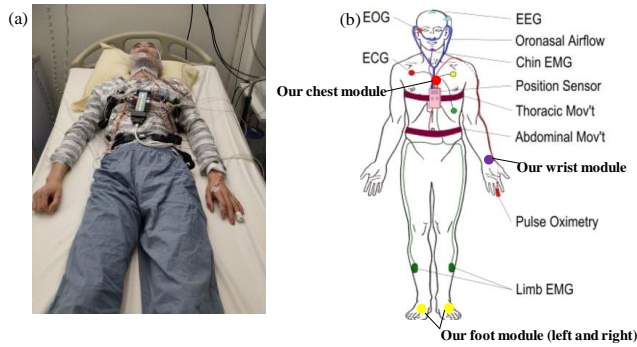 (a)
(b)
EOG
EEG
Oronasal Airflow
Chin EMG
ECG
Position Sensor
Our chest module
Thoracic Mov't
Abdominal Mov't
Our wrist module
Pulse Oximetry
Limb EMG
Our foot module (left and right)